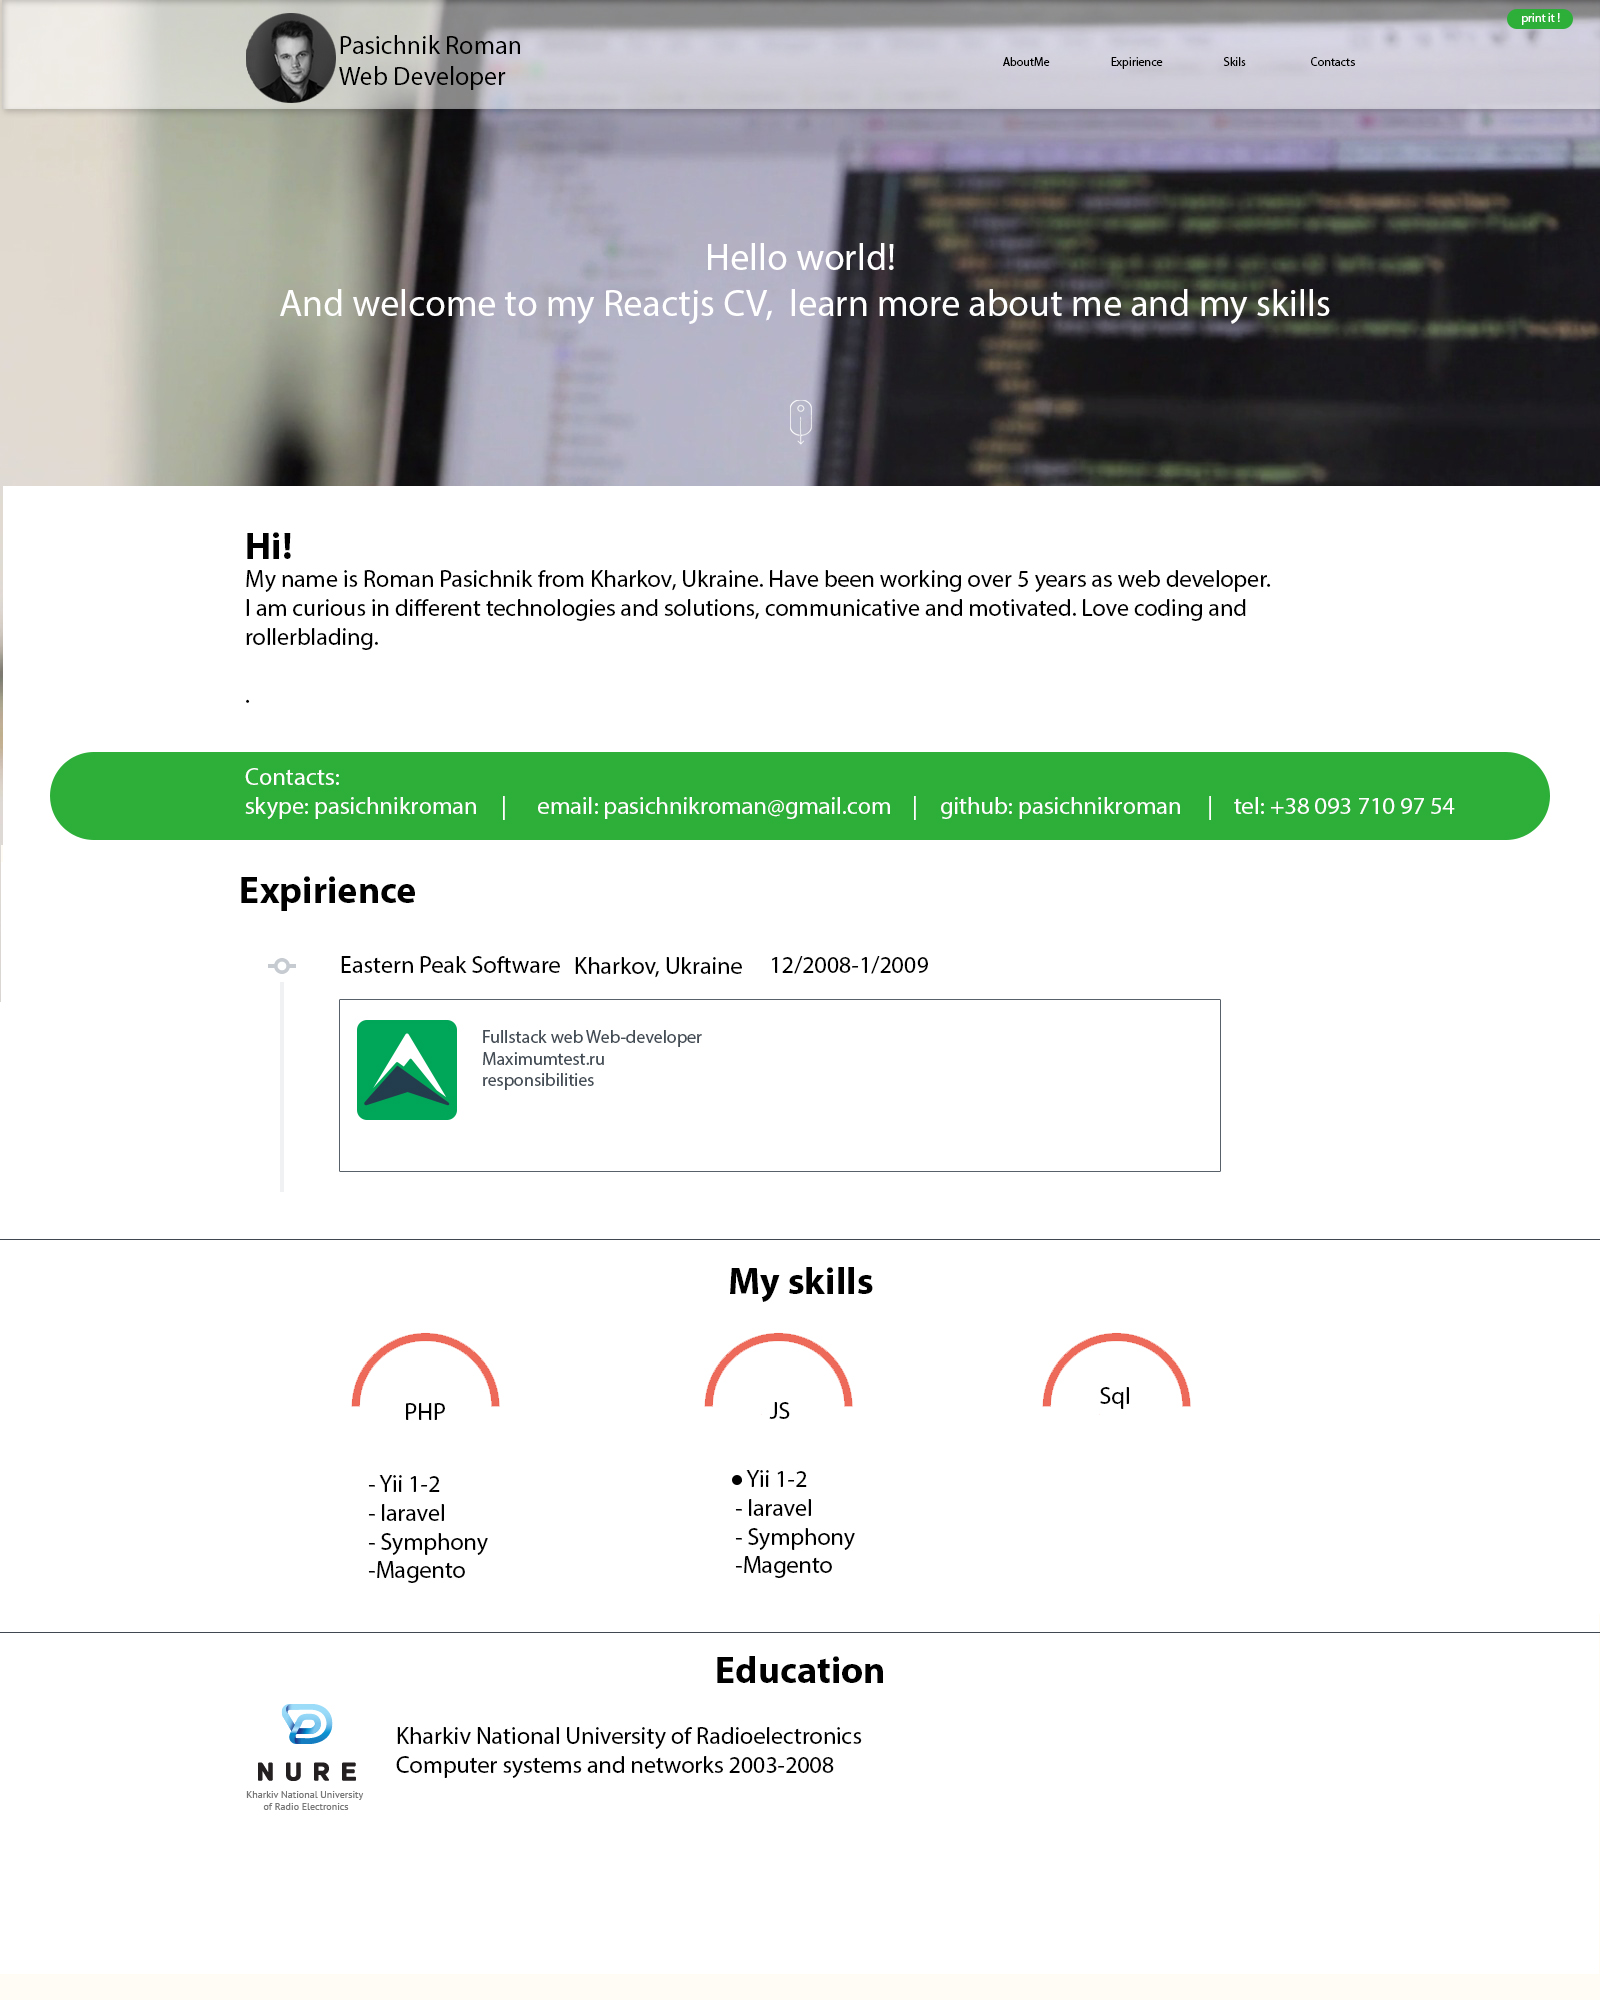 print it !
Pasichnik Roman
Web Developer
AboutMe Expirience Skils Contacts
Hello world!
And welcome to my Reactjs CV,  learn more about me and my skills
Hi!
My name is Roman Pasichnik from Kharkov, Ukraine. Have been working over 5 years as web developer.
I am curious in different technologies and solutions, communicative and motivated. Love coding and
rollerblading.
.
Contacts:
skype: pasichnikroman | email: pasichnikroman@gmail.com | github: pasichnikroman | tel: +38 093 710 97 54
Expirience
Eastern Peak Software Kharkov, Ukraine 12/2008-1/2009
Fullstack web Web-developer
Maximumtest.ru
responsibilities
My skills
PHP
- Yii 1-2
- laravel
- Symphony
-Magento
JS
● Yii 1-2
- laravel
- Symphony
-Magento
Sql
Education
NURE
Kharkiv National University
of Radio Electronics
Kharkiv National University of Radioelectronics
Computer systems and networks 2003-2008